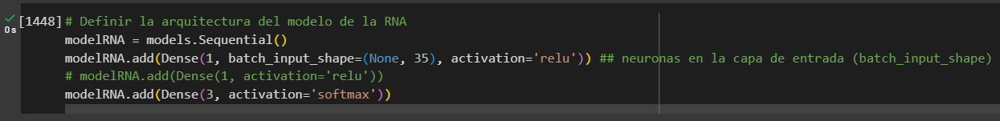 [1448] # Definir la arquitectura del modelo de la RNA
0s
modelRNA = models.Sequential()
modelRNA.add(Dense(1, batch_input_shape=(None, 35), activation='relu')) ## neuronas en la capa de entrada (batch_input_shape)
# modelRNA.add(Dense(1, activation='relu'))
modelRNA.add(Dense(3, activation='softmax'))